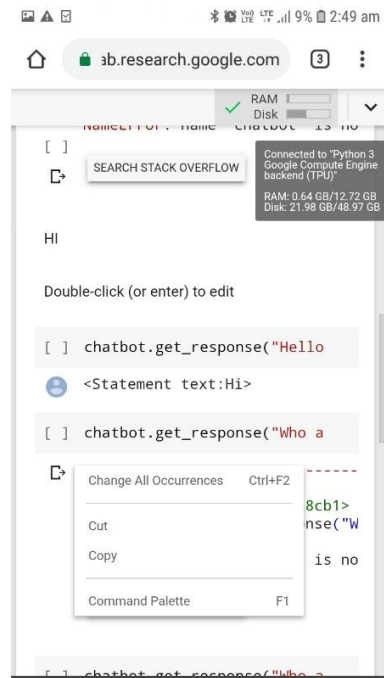 Vo)) LTE 9% 2:49 am
ab.research.google.com 3
RAM
Disk
NameError: name 'chatbot' is no
[ ]
SEARCH STACK OVERFLOW
Connected to "Python 3
Google Compute Engine
backend (TPU)"
RAM: 0.64 GB/12.72 GB
Disk: 21.98 GB/48.97 GB
HI
Double-click (or enter) to edit
[ ] chatbot.get_response("Hello
<Statement text:Hi>
[ ] chatbot.get_response("Who a
-----
Change All Occurrences Ctrl+F2
8cb1>
Cut
nse("W
Copy
is no
Command Palette F1
[ ] chatbot.get_response("Who a